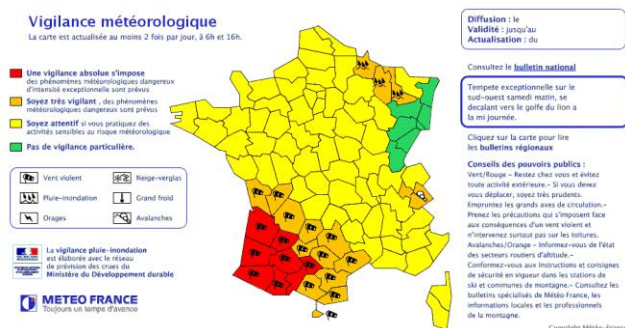 Vigilance météorologique
La carte est actualisée au moins 2 fois par jour, à 6h et 16h.
Une vigilance absolue s'impose
des phénomènes météorologiques dangereux
d'intensité exceptionnelle sont prévus
Soyez très vigilant, des phénomènes
météorologiques dangereux sont prévus
Soyez attentif si vous pratiquez des
activités sensibles au risque météorologique
Pas de vigilance particulière.
Vent violent
Neige-verglas
Pluie-inondation
Grand froid
Orages
Avalanches
La vigilance pluie-inondation
est élaborée avec le réseau
de prévision des crues du
Ministère du Développement durable
METEO FRANCE
Toujours un temps d'avance
Diffusion : le
Validité : jusqu'au
Actualisation : du
Consultez le bulletin national
Tempete exceptionnelle sur le
sud-ouest samedi matin, se
decalant vers le golfe du lion a
la mi journée.
Cliquez sur la carte pour lire
les bulletins régionaux
Conseils des pouvoirs publics :
Vent/Rouge - Restez chez vous et évitez
toute activité extérieure.- Si vous devez
vous déplacer, soyez très prudents.
Empruntez les grands axes de circulation.-
Prenez les précautions qui s'imposent face
aux conséquences d'un vent violent et
n'intervenez surtout pas sur les toitures.
Avalanches/Orange - Informez-vous de l'état
des secteurs routiers d'altitude.-
Conformez-vous aux instructions et consignes
de sécurité en vigueur dans les stations de
ski et communes de montagne.- Consultez les
bulletins spécialisés de Météo France, les
informations locales et les professionnels
de la montagne.
Copyright Météo-France